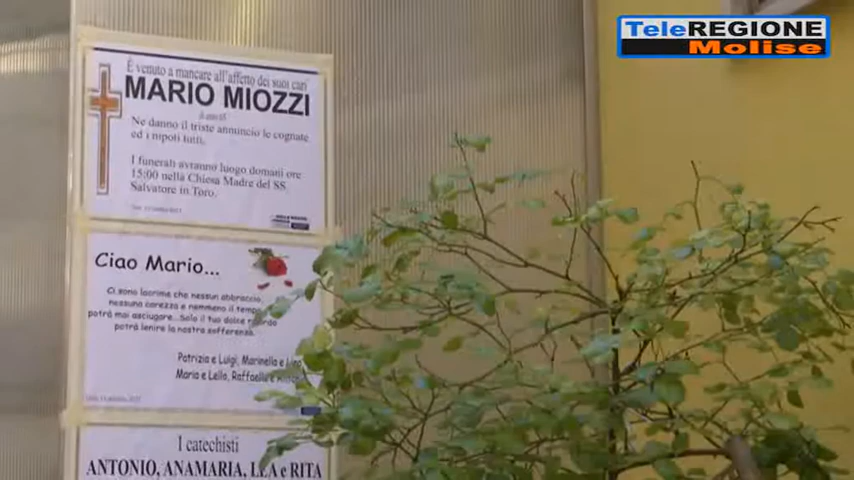 TeleREGIONE
Molise
È venuto a mancare all'affetto dei suoi cari
MARIO MIOZZI
Ne danno il triste annuncio le cognate
ed i nipoti tutti.
I funerali avranno luogo domani ore
15:00 nella Chiesa Madre del SS.
Salvatore in Toro.
Ciao Mario...
Ci sono lacrime che nessun abbraccio,
nessuna carezza e nemmeno il tempo
potrà mai asciugare...Solo il tuo dolce ricordo
potrà lenire la nostra sofferenza.
Patrizia e Luigi, Marinella e Lino
Maria e Lello, Raffaella e
I catechisti
ANTONIO, ANAMARIA, LEA e RITA